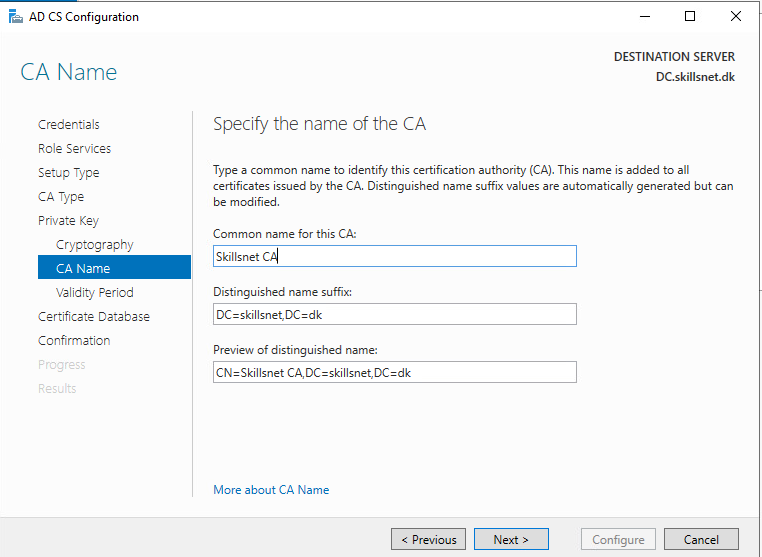 AD CS Configuration
CA Name
DESTINATION SERVER
DC.skillsnet.dk
Credentials
Role Services
Setup Type
CA Type
Private Key
Cryptography
CA Name
Validity Period
Certificate Database
Confirmation
Progress
Results
Specify the name of the CA
Type a common name to identify this certification authority (CA). This name is added to all
certificates issued by the CA. Distinguished name suffix values are automatically generated but can
be modified.
Common name for this CA:
Skillsnet CA
Distinguished name suffix:
DC=skillsnet,DC=dk
Preview of distinguished name:
CN=Skillsnet CA,DC=skillsnet,DC=dk
More about CA Name
< Previous
Next >
Configure
Cancel